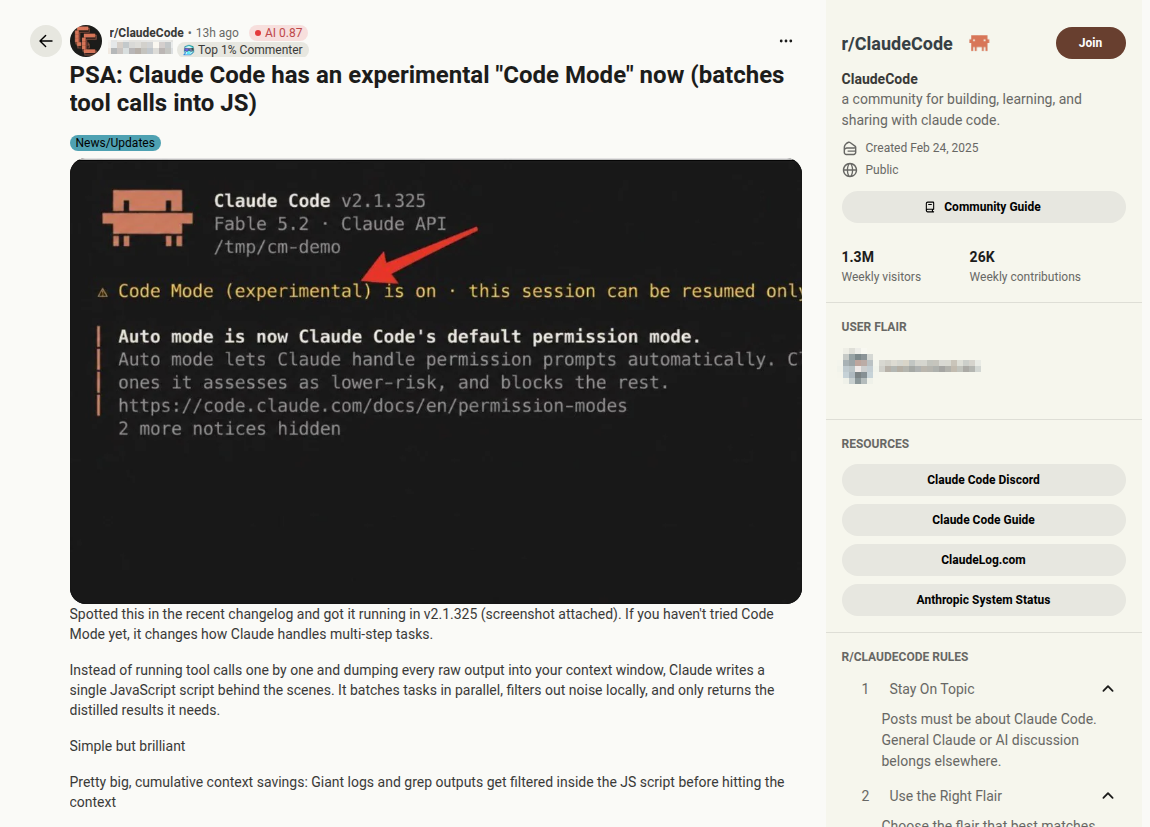 r/ClaudeCode • 13h ago AI 0.87
Top 1% Commenter
PSA: Claude Code has an experimental "Code Mode" now (batches
tool calls into JS)
News/Updates
Claude Code v2.1.325
Fable 5.2 · Claude API
/tmp/cm-demo
⚠ Code Mode (experimental) is on · this session can be resumed only
Auto mode is now Claude Code's default permission mode.
Auto mode lets Claude handle permission prompts automatically. Cl
ones it assesses as lower-risk, and blocks the rest.
https://code.claude.com/docs/en/permission-modes
2 more notices hidden
Spotted this in the recent changelog and got it running in v2.1.325 (screenshot attached). If you haven't tried Code
Mode yet, it changes how Claude handles multi-step tasks.
Instead of running tool calls one by one and dumping every raw output into your context window, Claude writes a
single JavaScript script behind the scenes. It batches tasks in parallel, filters out noise locally, and only returns the
distilled results it needs.
Simple but brilliant
Pretty big, cumulative context savings: Giant logs and grep outputs get filtered inside the JS script before hitting the
context
r/ClaudeCode
Join
ClaudeCode
a community for building, learning, and
sharing with claude code.
Created Feb 24, 2025
Public
Community Guide
1.3M 26K
Weekly visitors Weekly contributions
USER FLAIR
RESOURCES
Claude Code Discord
Claude Code Guide
ClaudeLog.com
Anthropic System Status
R/CLAUDECODE RULES
1 Stay On Topic
Posts must be about Claude Code.
General Claude or AI discussion
belongs elsewhere.
2 Use the Right Flair
Choose the flair that best matches